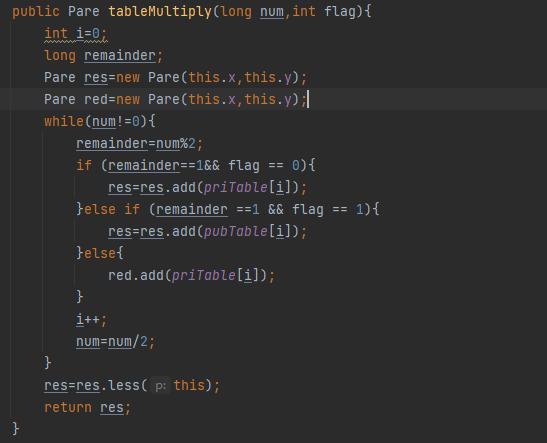 public Pare tableMultiply(long num,int flag){
int i=0;
long remainder;
Pare res=new Pare(this.x,this.y);
Pare red=new Pare(this.x,this.y);
while(num!=0){
remainder=num%2;
if (remainder==1&& flag == 0){
res=res.add(priTable[i]);
}else if (remainder ==1 && flag == 1){
res=res.add(pubTable[i]);
}else{
red.add(priTable[i]);
}
i++;
num=num/2;
}
res=res.less( p: this);
return res;
}